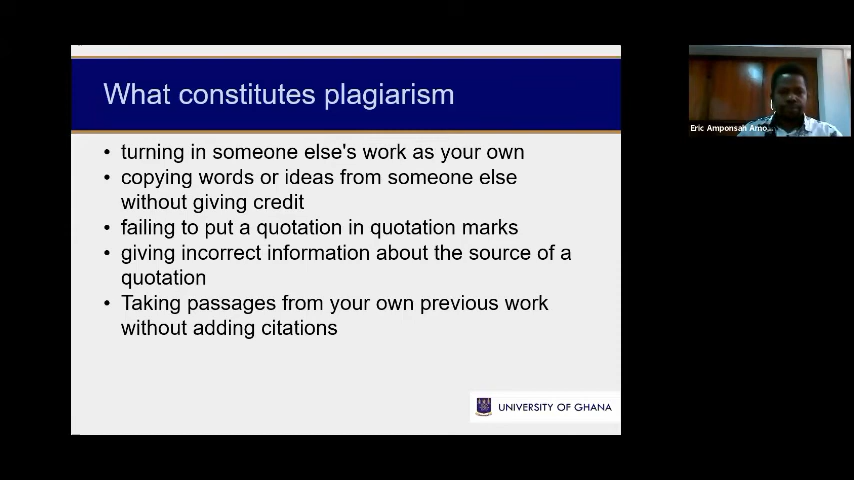 What constitutes plagiarism
• turning in someone else's work as your own
• copying words or ideas from someone else
without giving credit
• failing to put a quotation in quotation marks
• giving incorrect information about the source of a
quotation
• Taking passages from your own previous work
without adding citations
UNIVERSITY OF GHANA
Eric Amponsah Amo...